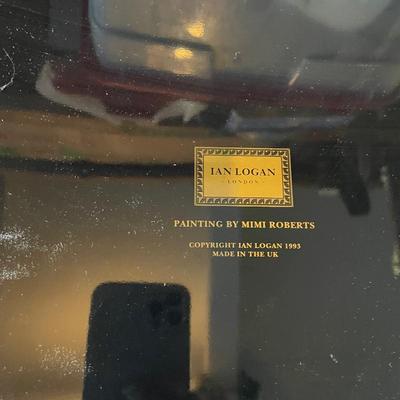 IAN LOGAN
- LONDON -
PAINTING BY MIMI ROBERTS
COPYRIGHT IAN LOGAN 1993
MADE IN THE UK